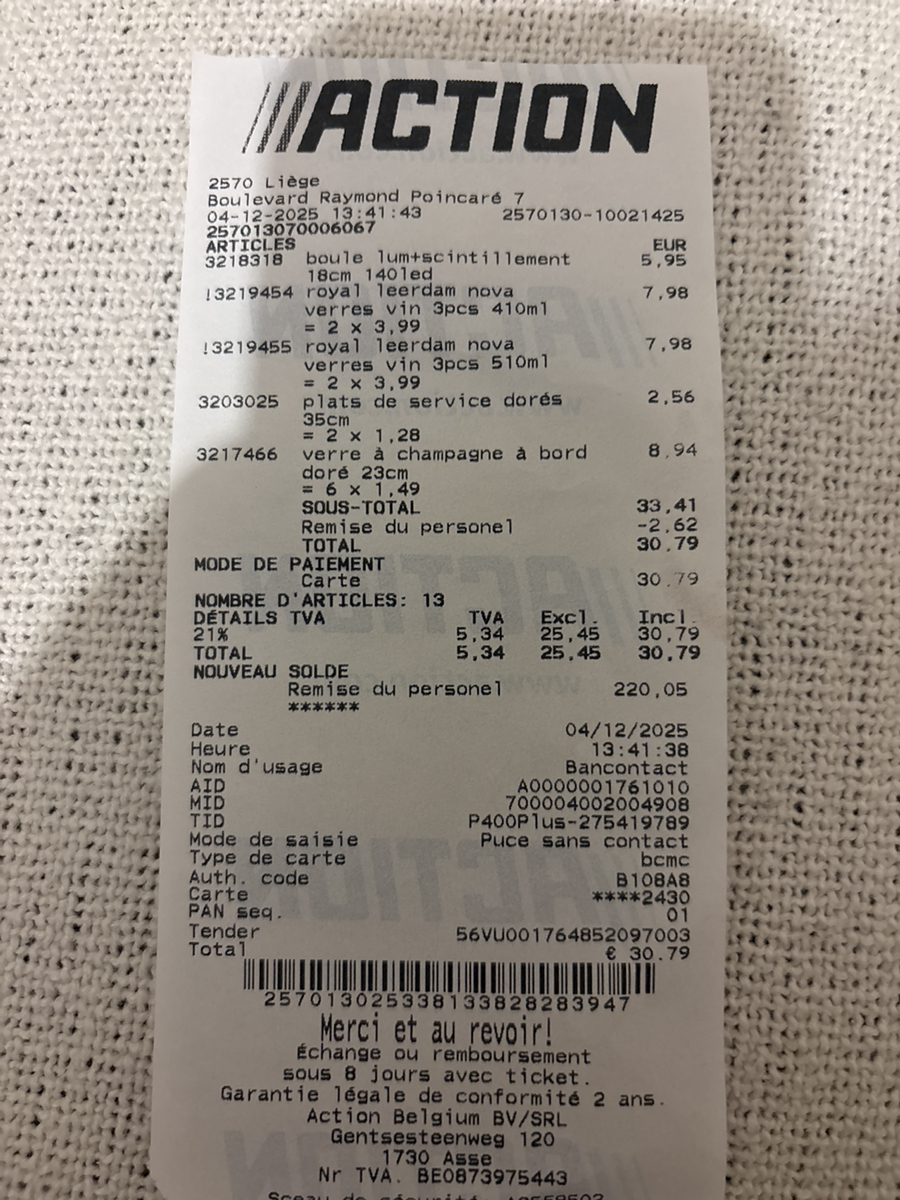 ACTION
2570 Liège
Boulevard Raymond Poincaré 7
04-12-2025 13:41:43 2570130-10021425
257013070006067
ARTICLES EUR
3218318 boule lum+scintillement 5,95
18cm 140led
!3219454 royal leerdam nova 7,98
verres vin 3pcs 410ml
= 2 x 3,99
!3219455 royal leerdam nova 7,98
verres vin 3pcs 510ml
= 2 x 3,99
3203025 plats de service dorés 2,56
35cm
= 2 x 1,28
3217466 verre à champagne à bord 8,94
doré 23cm
= 6 x 1,49
SOUS-TOTAL 33,41
Remise du personel -2,62
TOTAL 30,79
MODE DE PAIEMENT
Carte 30,79
NOMBRE D'ARTICLES: 13
DÉTAILS TVA TVA Excl. Incl.
21% 5,34 25,45 30,79
TOTAL 5,34 25,45 30,79
NOUVEAU SOLDE
Remise du personel 220,05
******
Date 04/12/2025
Heure 13:41:38
Nom d'usage Bancontact
AID A0000001761010
MID 700004002004908
TID P400Plus-275419789
Mode de saisie Puce sans contact
Type de carte bcmc
Auth. code B108A8
Carte ****2430
PAN seq. 01
Tender 56VU001764852097003
Total € 30.79
257013025338133828283947
Merci et au revoir!
Échange ou remboursement
sous 8 jours avec ticket.
Garantie légale de conformité 2 ans.
Action Belgium BV/SRL
Gentsesteenweg 120
1730 Asse
Nr TVA. BE0873975443
Sceau de sécurité